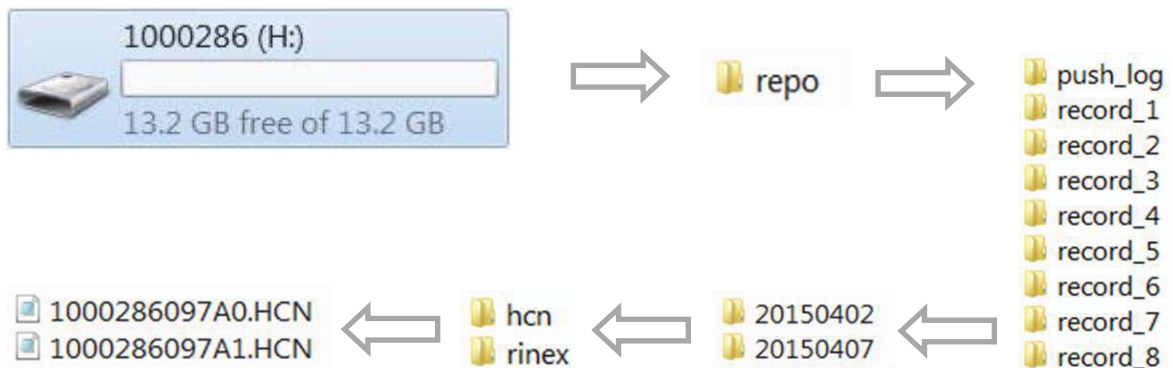 1000286 (H:)
13.2 GB free of 13.2 GB
repo
push_log
record_1
record_2
record_3
record_4
record_5
record_6
record_7
record_8
20150402
20150407
hcn
rinex
1000286097A0.HCN
1000286097A1.HCN